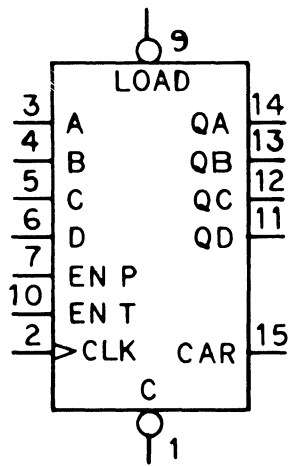 9
LOAD
3 A QA 14
4 B QB 13
5 C QC 12
6 D QD 11
7 EN P
10 EN T
2 CLK CAR 15
C
1